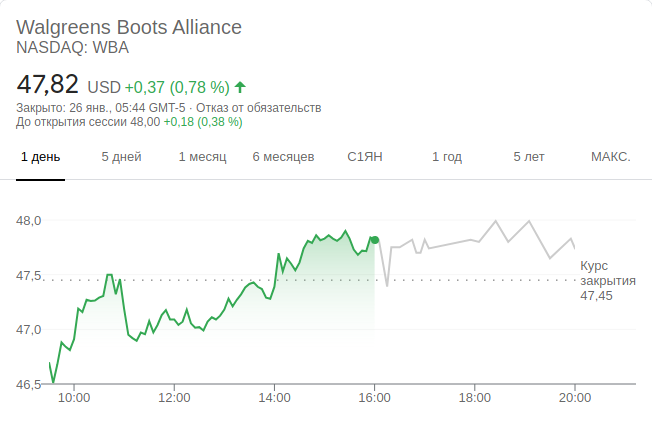 Walgreens Boots Alliance
NASDAQ: WBA
47,82 USD +0,37 (0,78 %)
Закрыто: 26 янв., 05:44 GMT-5 · Отказ от обязательств
До открытия сессии 48,00 +0,18 (0,38 %)
1 день 5 дней 1 месяц 6 месяцев С1ЯН 1 год 5 лет МАКС.
48,0
47,5
47,0
46,5
Курс
закрытия
47,45
10:00 12:00 14:00 16:00 18:00 20:00